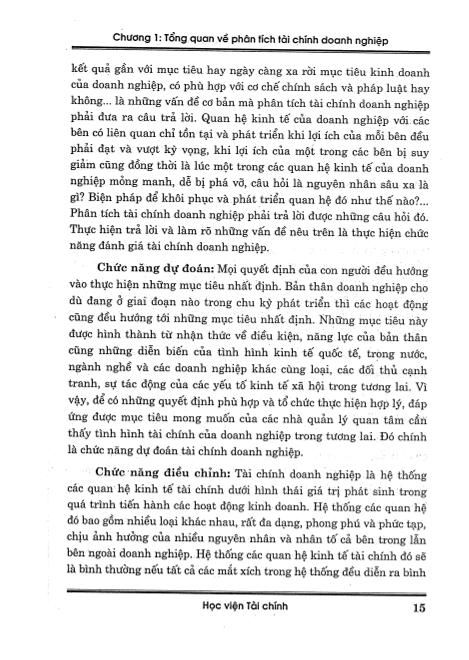 Chương 1: Tổng quan về phân tích tài chính doanh nghiệp
kết quả gần với mục tiêu hay ngày càng xa rời mục tiêu kinh doanh
của doanh nghiệp, có phù hợp với cơ chế chính sách và pháp luật hay
không... là những vấn đề cơ bản mà phân tích tài chính doanh nghiệp
phải đưa ra câu trả lời. Quan hệ kinh tế của doanh nghiệp với các
bên có liên quan chỉ tồn tại và phát triển khi lợi ích của mỗi bên đều
phải đạt và vượt kỳ vọng, khi lợi ích của một trong các bên bị suy
giảm cũng đồng thời là lúc một trong các quan hệ kinh tế của doanh
nghiệp mỏng manh, dễ bị phá vỡ, câu hỏi là nguyên nhân sâu xa là
gì? Biện pháp để khôi phục và phát triển quan hệ đó như thế nào?...
Phân tích tài chính doanh nghiệp phải trả lời được những câu hỏi đó.
Thực hiện trả lời và làm rõ những vấn đề nêu trên là thực hiện chức
năng đánh giá tài chính doanh nghiệp.
Chức năng dự đoán: Mọi quyết định của con người đều hướng
vào thực hiện những mục tiêu nhất định. Bản thân doanh nghiệp cho
dù đang ở giai đoạn nào trong chu kỳ phát triển thì các hoạt động
cũng đều hướng tới những mục tiêu nhất định. Những mục tiêu này
được hình thành từ nhận thức về điều kiện, năng lực của bản thân
cũng những diễn biến của tình hình kinh tế quốc tế, trong nước,
ngành nghề và các doanh nghiệp khác cùng loại, các đối thủ cạnh
tranh, sự tác động của các yếu tố kinh tế xã hội trong tương lai. Vì
vậy, để có những quyết định phù hợp và tổ chức thực hiện hợp lý, đáp
ứng được mục tiêu mong muốn của các nhà quản lý quan tâm cần
thấy tình hình tài chính của doanh nghiệp trong tương lai. Đó chính
là chức năng dự đoán tài chính doanh nghiệp.
Chức năng điều chỉnh: Tài chính doanh nghiệp là hệ thống
các quan hệ kinh tế tài chính dưới hình thái giá trị phát sinh trong
quá trình tiến hành các hoạt động kinh doanh. Hệ thống các quan hệ
đó bao gồm nhiều loại khác nhau, rất đa dạng, phong phú và phức tạp,
chịu ảnh hưởng của nhiều nguyên nhân và nhân tố cả bên trong lẫn
bên ngoài doanh nghiệp. Hệ thống các quan hệ kinh tế tài chính đó sẽ
là bình thường nếu tất cả các mắt xích trong hệ thống đều diễn ra bình
Học viện Tài chính
15